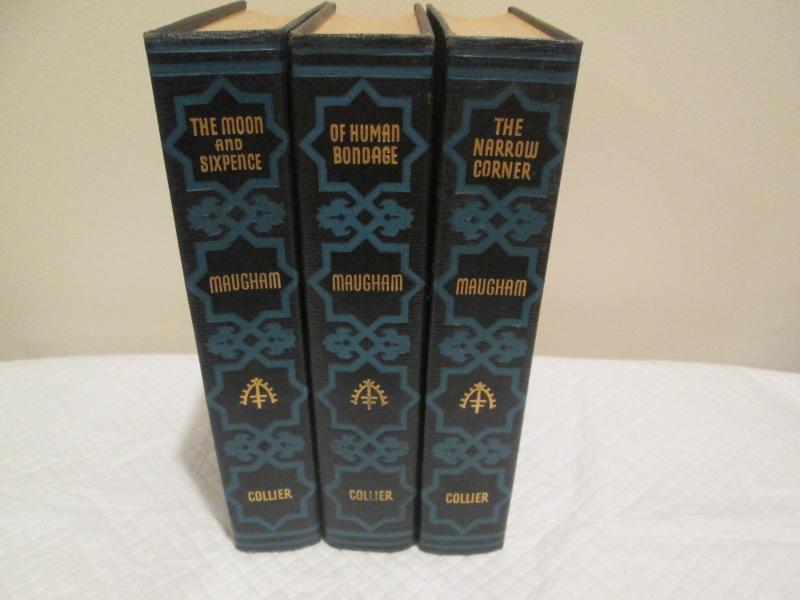 THE MOON
AND
SIXPENCE
MAUGHAM
COLLIER
OF HUMAN
BONDAGE
MAUGHAM
COLLIER
THE
NARROW
CORNER
MAUGHAM
COLLIER